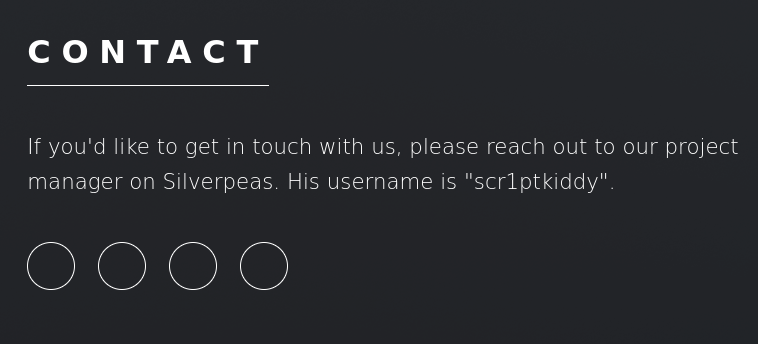 CONTACT
If you'd like to get in touch with us, please reach out to our project
manager on Silverpeas. His username is "scr1ptkiddy".